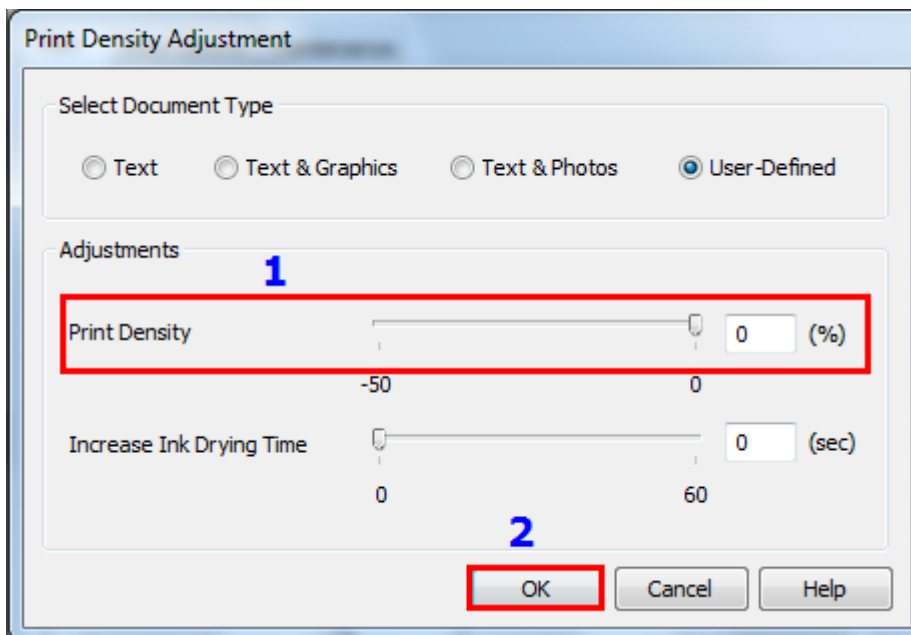 Print Density Adjustment
Select Document Type
Text Text & Graphics Text & Photos User-Defined
Adjustments
1
Print Density 0 (%)
-50 0
Increase Ink Drying Time 0 (sec)
0 60
2
OK Cancel Help